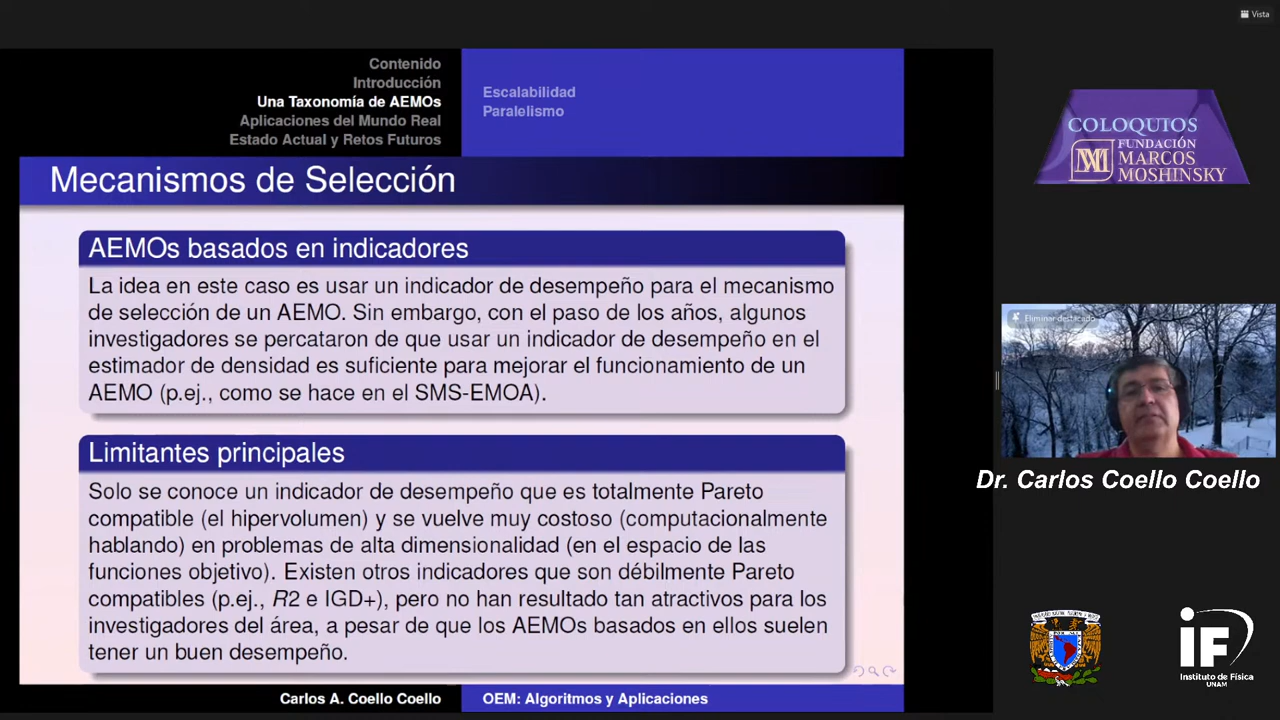 Vista
Contenido
Introducción
Una Taxonomía de AEMOs
Aplicaciones del Mundo Real
Estado Actual y Retos Futuros
Escalabilidad
Paralelismo
Mecanismos de Selección
AEMOs basados en indicadores
La idea en este caso es usar un indicador de desempeño para el mecanismo
de selección de un AEMO. Sin embargo, con el paso de los años, algunos
investigadores se percataron de que usar un indicador de desempeño en el
estimador de densidad es suficiente para mejorar el funcionamiento de un
AEMO (p.ej., como se hace en el SMS-EMOA).
Limitantes principales
Solo se conoce un indicador de desempeño que es totalmente Pareto
compatible (el hipervolumen) y se vuelve muy costoso (computacionalmente
hablando) en problemas de alta dimensionalidad (en el espacio de las
funciones objetivo). Existen otros indicadores que son débilmente Pareto
compatibles (p.ej., R2 e IGD+), pero no han resultado tan atractivos para los
investigadores del área, a pesar de que los AEMOs basados en ellos suelen
tener un buen desempeño.
Carlos A. Coello Coello
OEM: Algoritmos y Aplicaciones
COLOQUIOS
FUNDACIÓN
MARCOS
MOSHINSKY
Eliminar destacado
Dr. Carlos Coello Coello
iF
Instituto de Física
UNAM